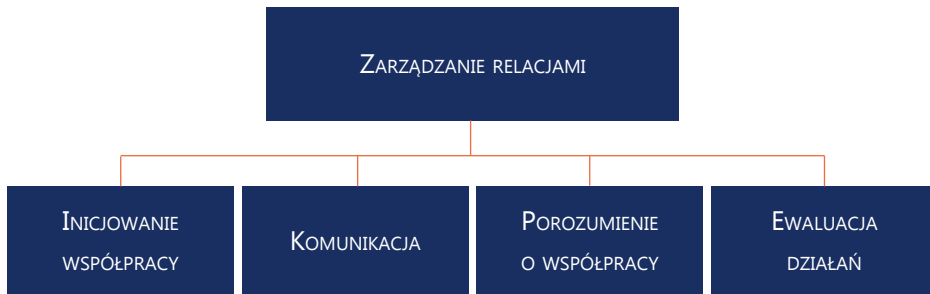 Zarządzanie relacjami
Inicjowanie
współpracy
Komunikacja
Porozumienie
o współpracy
Ewaluacja
działań